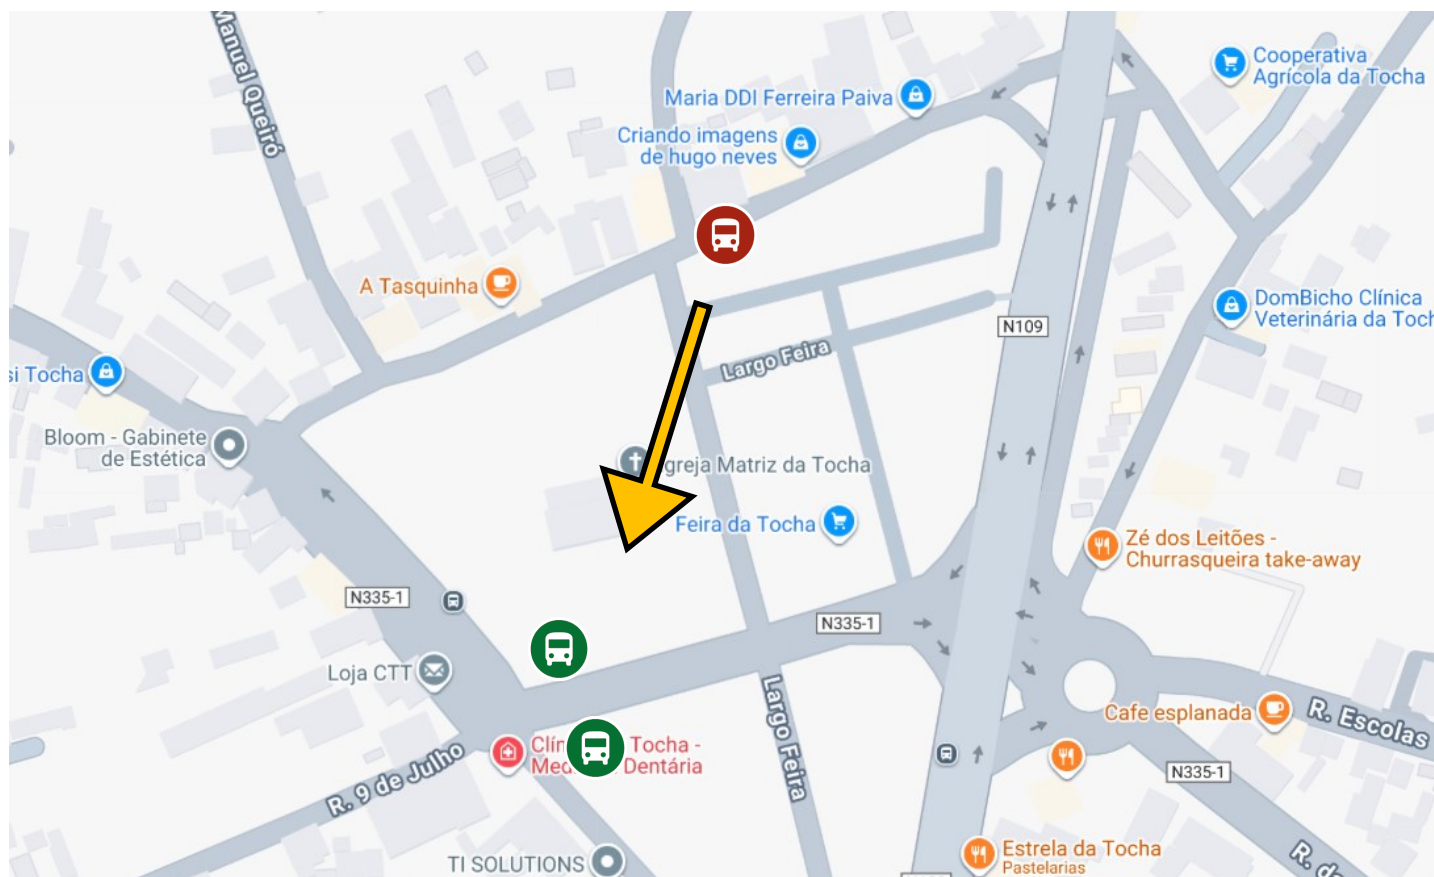 Manuel Queiró
Cooperativa
Agrícola da Tocha
Maria DDI Ferreira Paiva
Criando imagens
de hugo neves
A Tasquinha
DomBicho Clínica
Veterinária da Toch
N109
Largo Feira
si Tocha
Bloom - Gabinete
de Estética
greja Matriz da Tocha
Feira da Tocha
Zé dos Leitões -
Churrasqueira take-away
N335-1
N335-1
Loja CTT
Largo Feira
Cafe esplanada
R. Escolas
Clín Tocha -
Med Dentária
R. 9 de Julho
N335-1
TI SOLUTIONS
Estrela da Tocha
Pastelarias
R. da